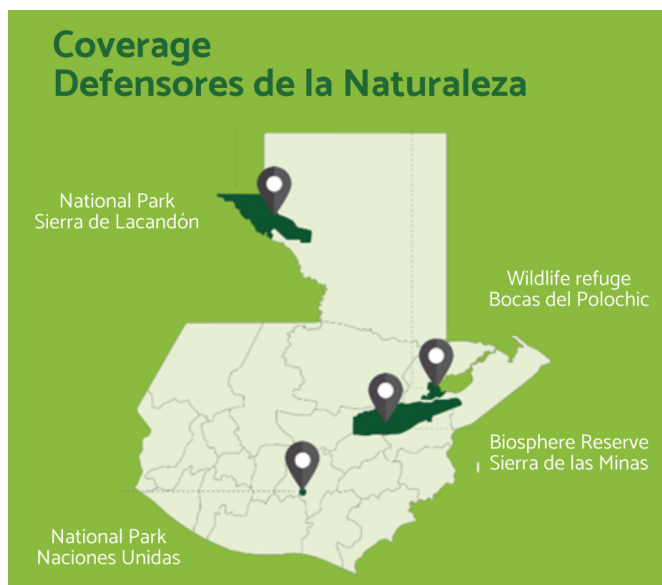 Coverage
Defensores de la Naturaleza
National Park
Sierra de Lacandón
Wildlife refuge
Bocas del Polochic
Biosphere Reserve
Sierra de las Minas
National Park
Naciones Unidas